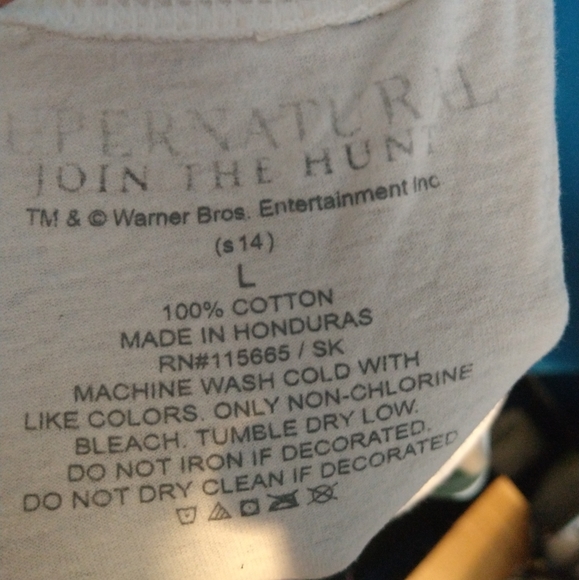 SUPERNATURAL
JOIN THE HUNT
TM & © Warner Bros. Entertainment Inc
(s14)
L
100% COTTON
MADE IN HONDURAS
RN#115665 / SK
MACHINE WASH COLD WITH
LIKE COLORS. ONLY NON-CHLORINE
BLEACH. TUMBLE DRY LOW.
DO NOT IRON IF DECORATED.
DO NOT DRY CLEAN IF DECORATED